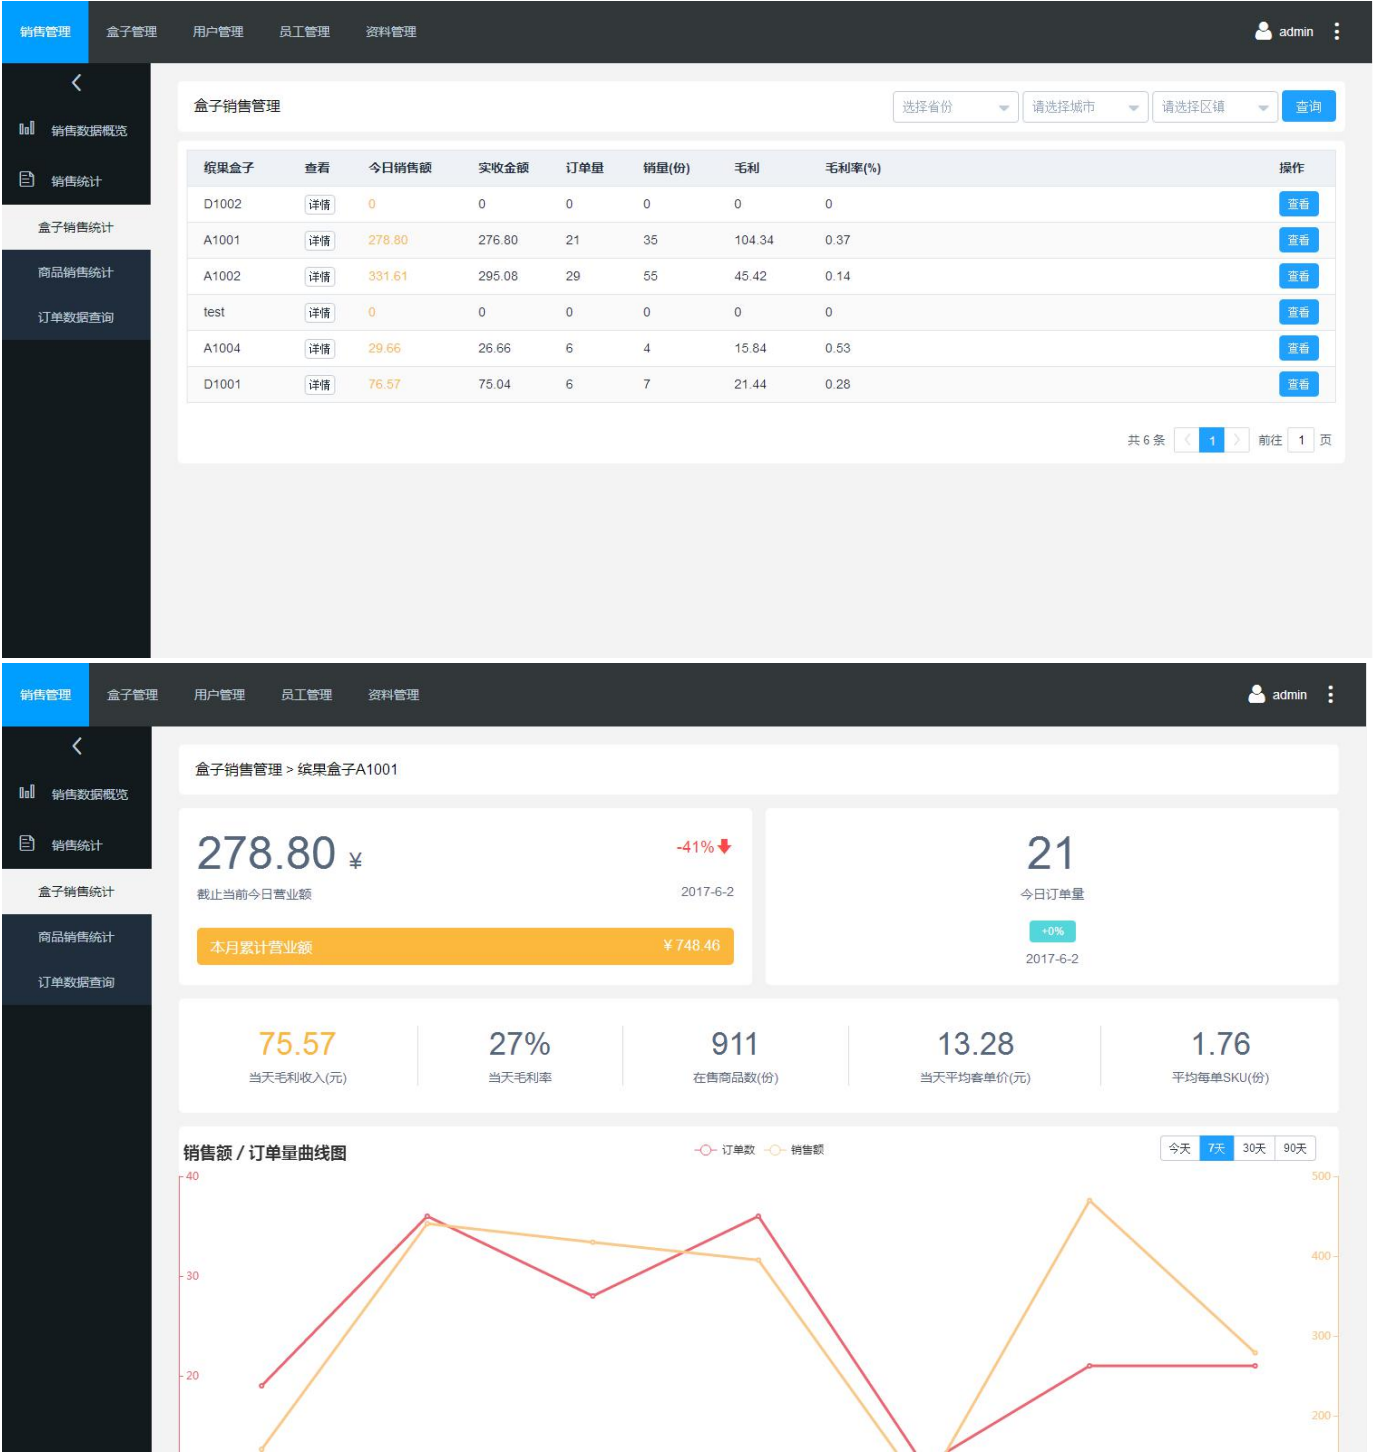 销售管理 盒子管理 用户管理 员工管理 资料管理 admin
盒子销售管理 选择省份 请选择城市 请选择区镇 查询
销售数据概览
销售统计
盒子销售统计
商品销售统计
订单数据查询
缤果盒子 查看 今日销售额 实收金额 订单量 销量(份) 毛利 毛利率(%) 操作
D1002 详情 0 0 0 0 0 0 查看
A1001 详情 278.80 276.80 21 35 104.34 0.37 查看
A1002 详情 331.61 295.08 29 55 45.42 0.14 查看
test 详情 0 0 0 0 0 0 查看
A1004 详情 29.66 26.66 6 4 15.84 0.53 查看
D1001 详情 76.57 75.04 6 7 21.44 0.28 查看
共 6 条 1 前往 1 页
销售管理 盒子管理 用户管理 员工管理 资料管理 admin
盒子销售管理 > 缤果盒子A1001
销售数据概览
销售统计
盒子销售统计
商品销售统计
订单数据查询
278.80 ¥ -41%
截止当前今日营业额 2017-6-2
本月累计营业额 ¥ 748.46
21
今日订单量
+0%
2017-6-2
75.57 27% 911 13.28 1.76
当天毛利收入(元) 当天毛利率 在售商品数(份) 当天平均客单价(元) 平均每单SKU(份)
销售额 / 订单量曲线图 订单数 销售额 今天 7天 30天 90天
40 500
400
30
300
20
200